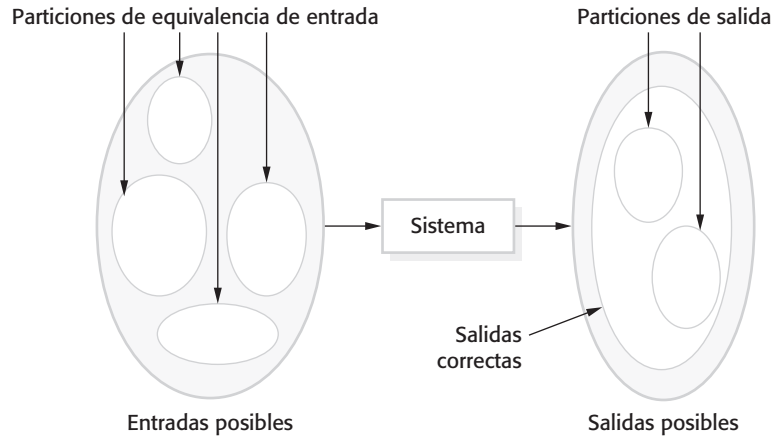 Particiones de equivalencia de entrada
Particiones de salida
Sistema
Salidas
correctas
Entradas posibles
Salidas posibles